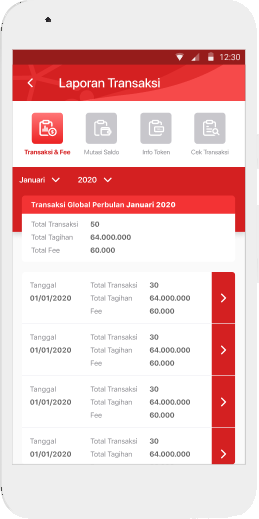 12:30
Laporan Transaksi
Transaksi & Fee
Mutasi Saldo
Info Token
Cek Transaksi
Januari
2020
Transaksi Global Perbulan Januari 2020
Total Transaksi 50
Total Tagihan 64.000.000
Total Fee 60.000
Tanggal Total Transaksi 30
01/01/2020 Total Tagihan 64.000.000
Fee 60.000
Tanggal Total Transaksi 30
01/01/2020 Total Tagihan 64.000.000
Fee 60.000
Tanggal Total Transaksi 30
01/01/2020 Total Tagihan 64.000.000
Fee 60.000
Tanggal Total Transaksi 30
01/01/2020 Total Tagihan 64.000.000